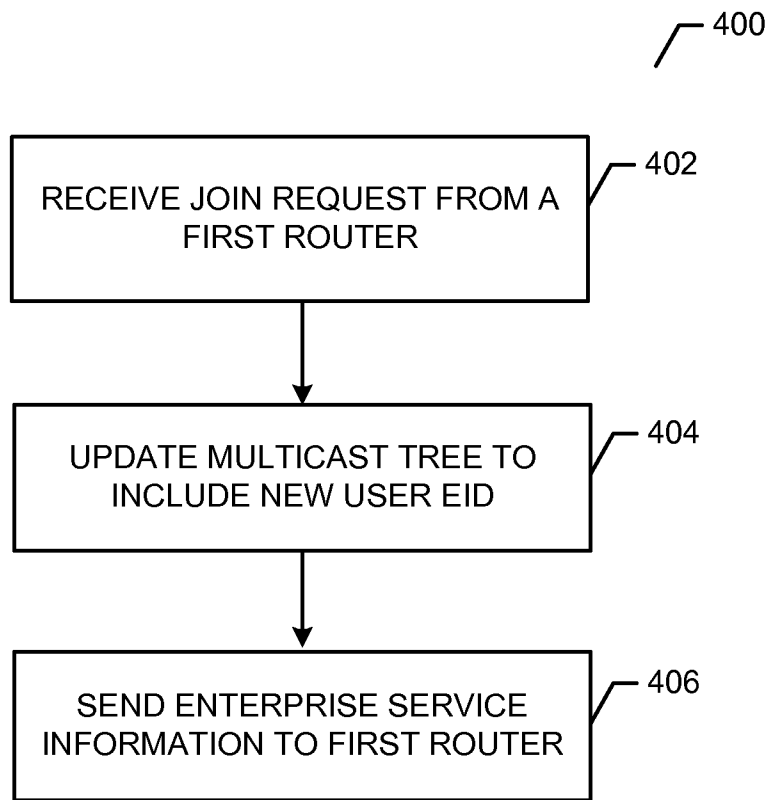 400
402
RECEIVE JOIN REQUEST FROM A
FIRST ROUTER
404
UPDATE MULTICAST TREE TO
INCLUDE NEW USER EID
406
SEND ENTERPRISE SERVICE
INFORMATION TO FIRST ROUTER